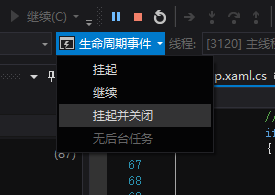 继续(C)
生命周期事件 线程: [3120] 主线程
挂起
继续
挂起并关闭
无后台任务
p.xaml.cs
(67)
//
if
{
67
68